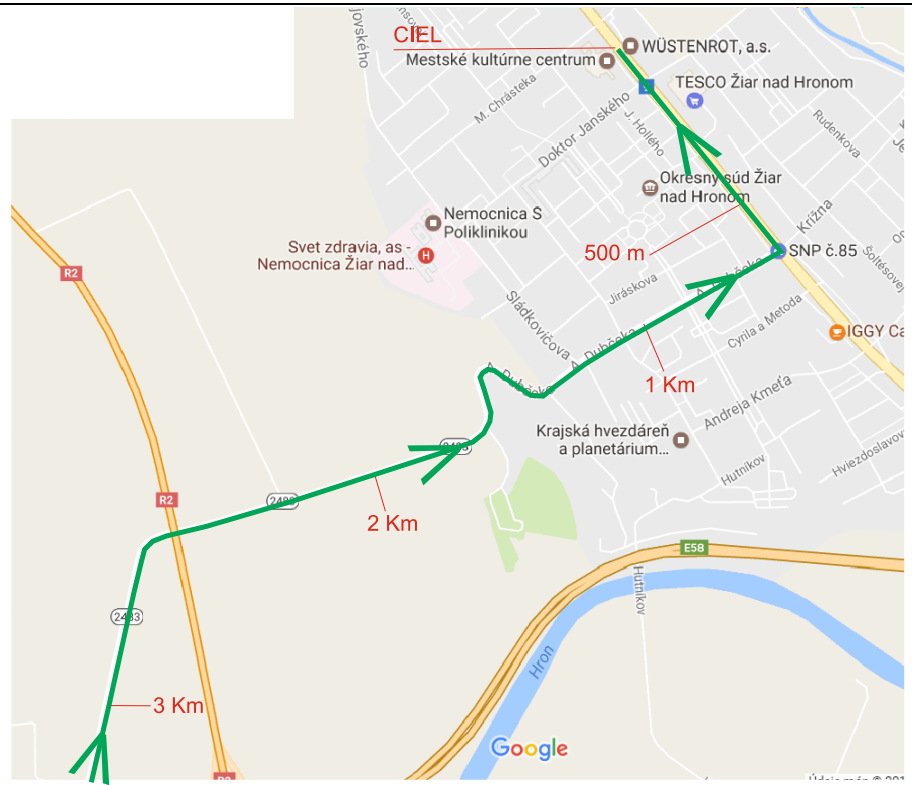 CIEL
WÜSTENROT, a.s.
Mestské kultúrne centrum
TESCO Žiar nad Hronom
M. Chrásteka
Doktor Janského
J. Hollého
Rudenkova
Okresný súd Žiar
nad Hronom
Nemocnica S
Poliklinikou
Svet zdravia, as -
Nemocnica Žiar nad...
R2
500 m
Krížna
SNP č.85
Šoltésovej
Jiráskova
Sládkovičova
A. Dubčeka
A. Dubčeka
Cyrila a Metoda
IGGY Ca
1 Km
Andreja Kmeťa
Krajská hvezdáreň
a planetárium...
Hviezdoslavov
Hutníkov
R2
2 Km
E58
Hutníkov
2483
Hron
3 Km
Google
R2